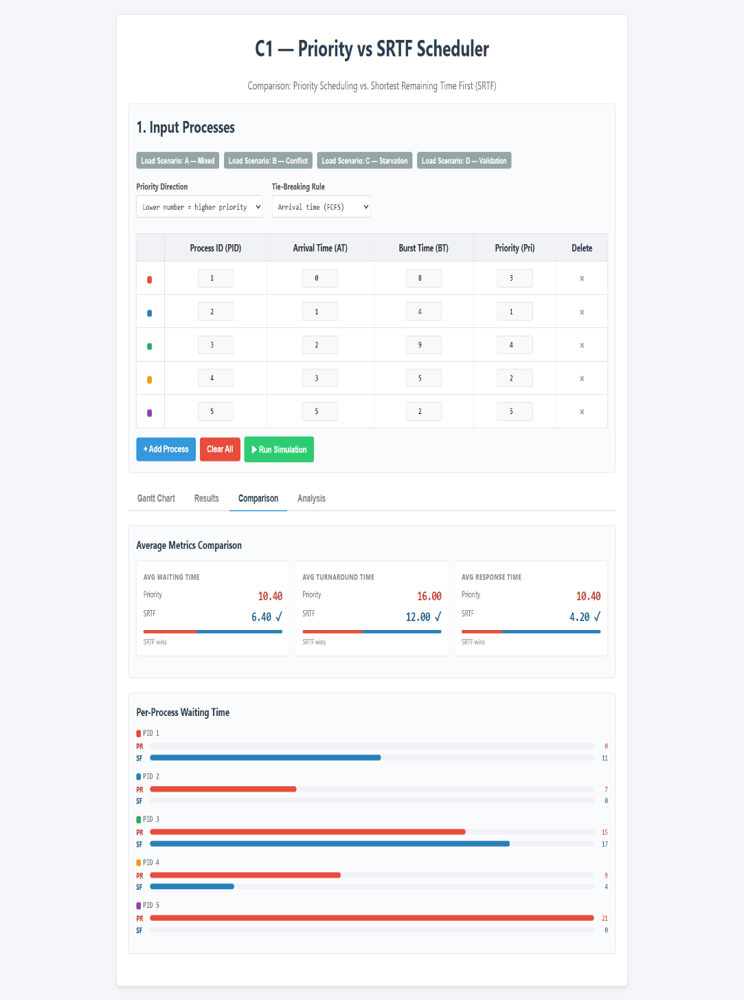 C1 — Priority vs SRTF Scheduler
Comparison: Priority Scheduling vs. Shortest Remaining Time First (SRTF)
1. Input Processes
Load Scenario: A — Mixed Load Scenario: B — Conflict Load Scenario: C — Starvation Load Scenario: D — Validation
Priority Direction Tie-Breaking Rule
Lower number = higher priority Arrival time (FCFS)
Process ID (PID) Arrival Time (AT) Burst Time (BT) Priority (Pri) Delete
1 0 8 3 x
2 1 4 1 x
3 2 9 4 x
4 3 5 2 x
5 5 2 5 x
+ Add Process Clear All ▶ Run Simulation
Gantt Chart Results Comparison Analysis
Average Metrics Comparison
AVG WAITING TIME AVG TURNAROUND TIME AVG RESPONSE TIME
Priority 10.40 Priority 16.00 Priority 10.40
SRTF 6.40 ✓ SRTF 12.00 ✓ SRTF 4.20 ✓
SRTF wins SRTF wins SRTF wins
Per-Process Waiting Time
PID 1
PR 0
SF 11
PID 2
PR 7
SF 0
PID 3
PR 15
SF 17
PID 4
PR 9
SF 4
PID 5
PR 21
SF 0